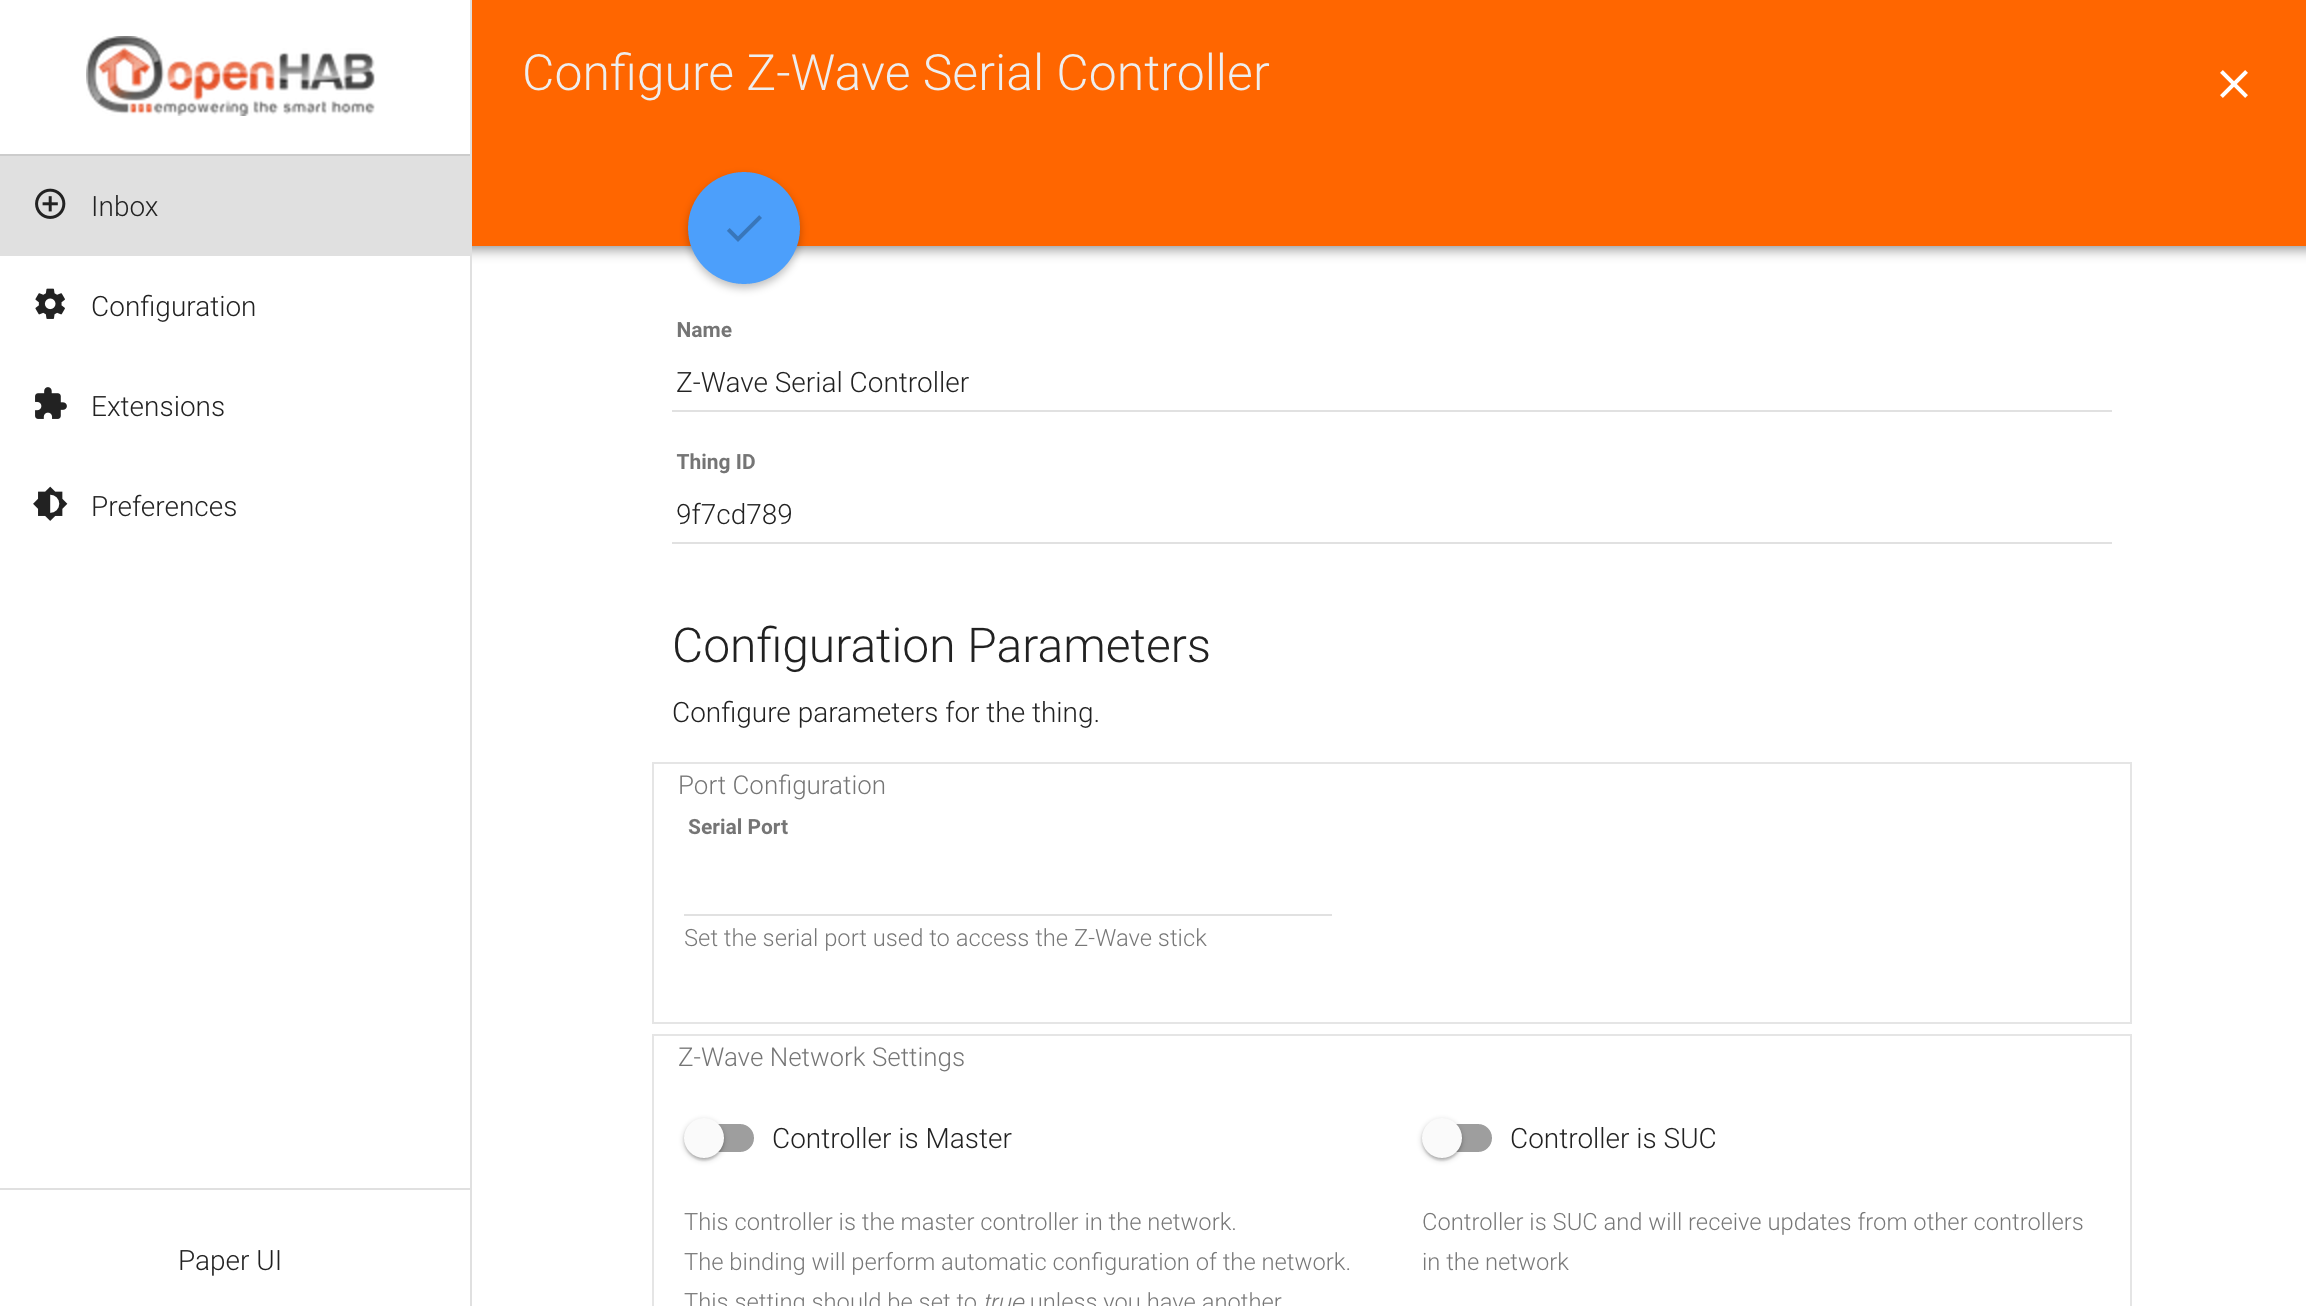 openHAB
empowering the smart home
Inbox
Configuration
Extensions
Preferences
Paper UI
Configure Z-Wave Serial Controller
Name
Z-Wave Serial Controller
Thing ID
9f7cd789
Configuration Parameters
Configure parameters for the thing.
Port Configuration
Serial Port
Set the serial port used to access the Z-Wave stick
Z-Wave Network Settings
Controller is Master
This controller is the master controller in the network.
The binding will perform automatic configuration of the network.
This setting should be set to true unless you have another
Controller is SUC
Controller is SUC and will receive updates from other controllers
in the network